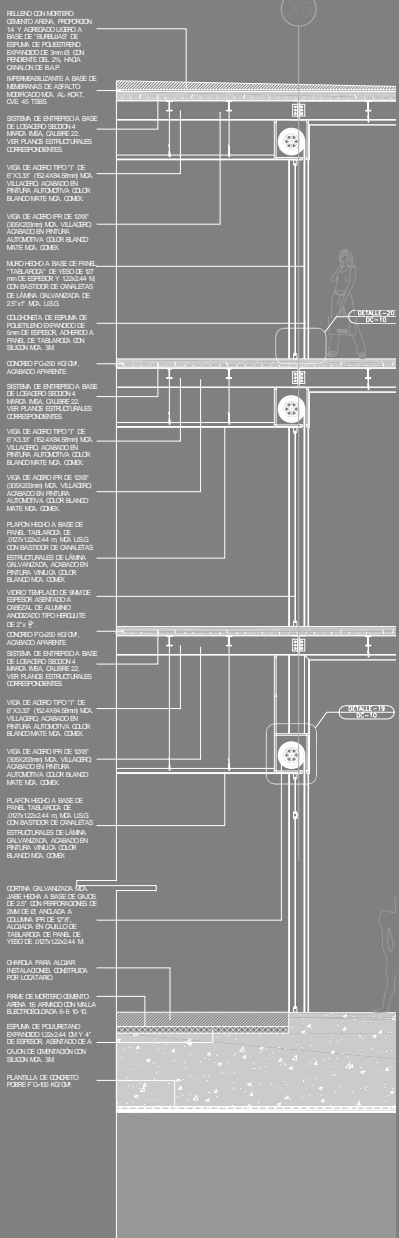 X8
RELLENO CON MORTERO
CEMENTO ARENA, PROPORCION
1:4 Y AGREGADO LIGERO A
BASE DE "BURBUJAS" DE
ESPUMA DE POLIESTIRENO
EXPANDIDO DE 3mm Ø, CON
PENDIENTE DEL 2%, HACIA
CANALON DE B.A.P.
IMPERMEABILIZANTE A BASE DE
MEMBRANAS DE ASFALTO
MODIFICADO MCA. AL-KOAT,
CVE. 45 TSBS.
SISTEMA DE ENTREPISO A BASE
DE LOSACERO SECCION 4
MARCA IMSA, CALIBRE 22.
VER PLANOS ESTRUCTURALES
CORRESPONDIENTES.
VIGA DE ACERO TIPO "I" DE
6"X3.33" (152.4X84.58mm) MCA.
VILLACERO, ACABADO EN
PINTURA AUTOMOTIVA COLOR
BLANCO MATE MCA. COMEX.
VIGA DE ACERO IPR DE 12X8"
(305X203mm) MCA. VILLACERO,
ACABADO EN PINTURA
AUTOMOTIVA COLOR BLANCO
MATE MCA. COMEX.
MURO HECHO A BASE DE PANEL
"TABLAROCA" DE YESO DE 127
mm DE ESPESOR Y 1.22x2.44 M.
CON BASTIDOR DE CANALETAS
DE LÁMINA GALVANIZADA DE
2.5"x1" MCA. U.S.G.
COLCHONETA DE ESPUMA DE
POLIETILENO EXPANDIDO DE
5mm DE ESPESOR, ADHERIDO A
PANEL DE TABLAROCA CON
SILICON MCA. 3M
DETALLE-20
DC-10
CONCRETO F'C=250 KG/CM²,
ACABADO APARENTE
SISTEMA DE ENTREPISO A BASE
DE LOSACERO SECCION 4
MARCA IMSA, CALIBRE 22.
VER PLANOS ESTRUCTURALES
CORRESPONDIENTES.
VIGA DE ACERO TIPO "I" DE
6"X3.33" (152.4X84.58mm) MCA.
VILLACERO, ACABADO EN
PINTURA AUTOMOTIVA COLOR
BLANCO MATE MCA. COMEX.
VIGA DE ACERO IPR DE 12X8"
(305X203mm) MCA. VILLACERO,
ACABADO EN PINTURA
AUTOMOTIVA COLOR BLANCO
MATE MCA. COMEX.
PLAFON HECHO A BASE DE
PANEL TABLAROCA DE
.0127x1.22x2.44 m, MCA. U.S.G.
CON BASTIDOR DE CANALETAS
ESTRUCTURALES DE LÁMINA
GALVANIZADA, ACABADO EN
PINTURA VINILICA COLOR
BLANCO MCA. COMEX
VIDRIO TEMPLADO DE 9MM DE
ESPESOR ASENTADO A
CABEZAL DE ALUMINIO
ANODIZADO TIPO HERCULITE
DE 2" x
CONCRETO F'C=250 KG/CM²,
ACABADO APARENTE
SISTEMA DE ENTREPISO A BASE
DE LOSACERO SECCION 4
MARCA IMSA, CALIBRE 22.
VER PLANOS ESTRUCTURALES
CORRESPONDIENTES.
VIGA DE ACERO TIPO "I" DE
6"X3.33" (152.4X84.58mm) MCA.
VILLACERO, ACABADO EN
PINTURA AUTOMOTIVA COLOR
BLANCO MATE MCA. COMEX.
DETALLE-19
DC-10
VIGA DE ACERO IPR DE 12X8"
(305X203mm) MCA. VILLACERO,
ACABADO EN PINTURA
AUTOMOTIVA COLOR BLANCO
MATE MCA. COMEX.
PLAFON HECHO A BASE DE
PANEL TABLAROCA DE
.0127x1.22x2.44 m, MCA. U.S.G.
CON BASTIDOR DE CANALETAS
ESTRUCTURALES DE LÁMINA
GALVANIZADA, ACABADO EN
PINTURA VINILICA COLOR
BLANCO MCA. COMEX
CORTINA GALVANIZADA MCA.
JABE HECHA A BASE DE GAJOS
DE 2.5" CON PERFORACIONES DE
2MM DE Ø, ANCLADA A
COLUMNA IPR DE 12"8",
ALOJADA EN CAJILLO DE
TABLAROCA DE PANEL DE
YESO DE .0127x1.22x2.44 M.
CHAROLA PARA ALOJAR
INSTALACIONES, CONSTRUIDA
POR LOCATARIO.
FIRME DE MORTERO CEMENTO
ARENA 1:6 ARMADO CON MALLA
ELECTROSOLDADA 6-6 10-10.
ESPUMA DE POLIURETANO
EXPANDIDO 1.22x2.44 CM Y 4"
DE ESPESOR, ASENTADO DE A
CAJON DE CIMENTACIÓN CON
SILICON MCA. 3M
PLANTILLA DE CONCRETO
POBRE F'C=100 KG/CM².